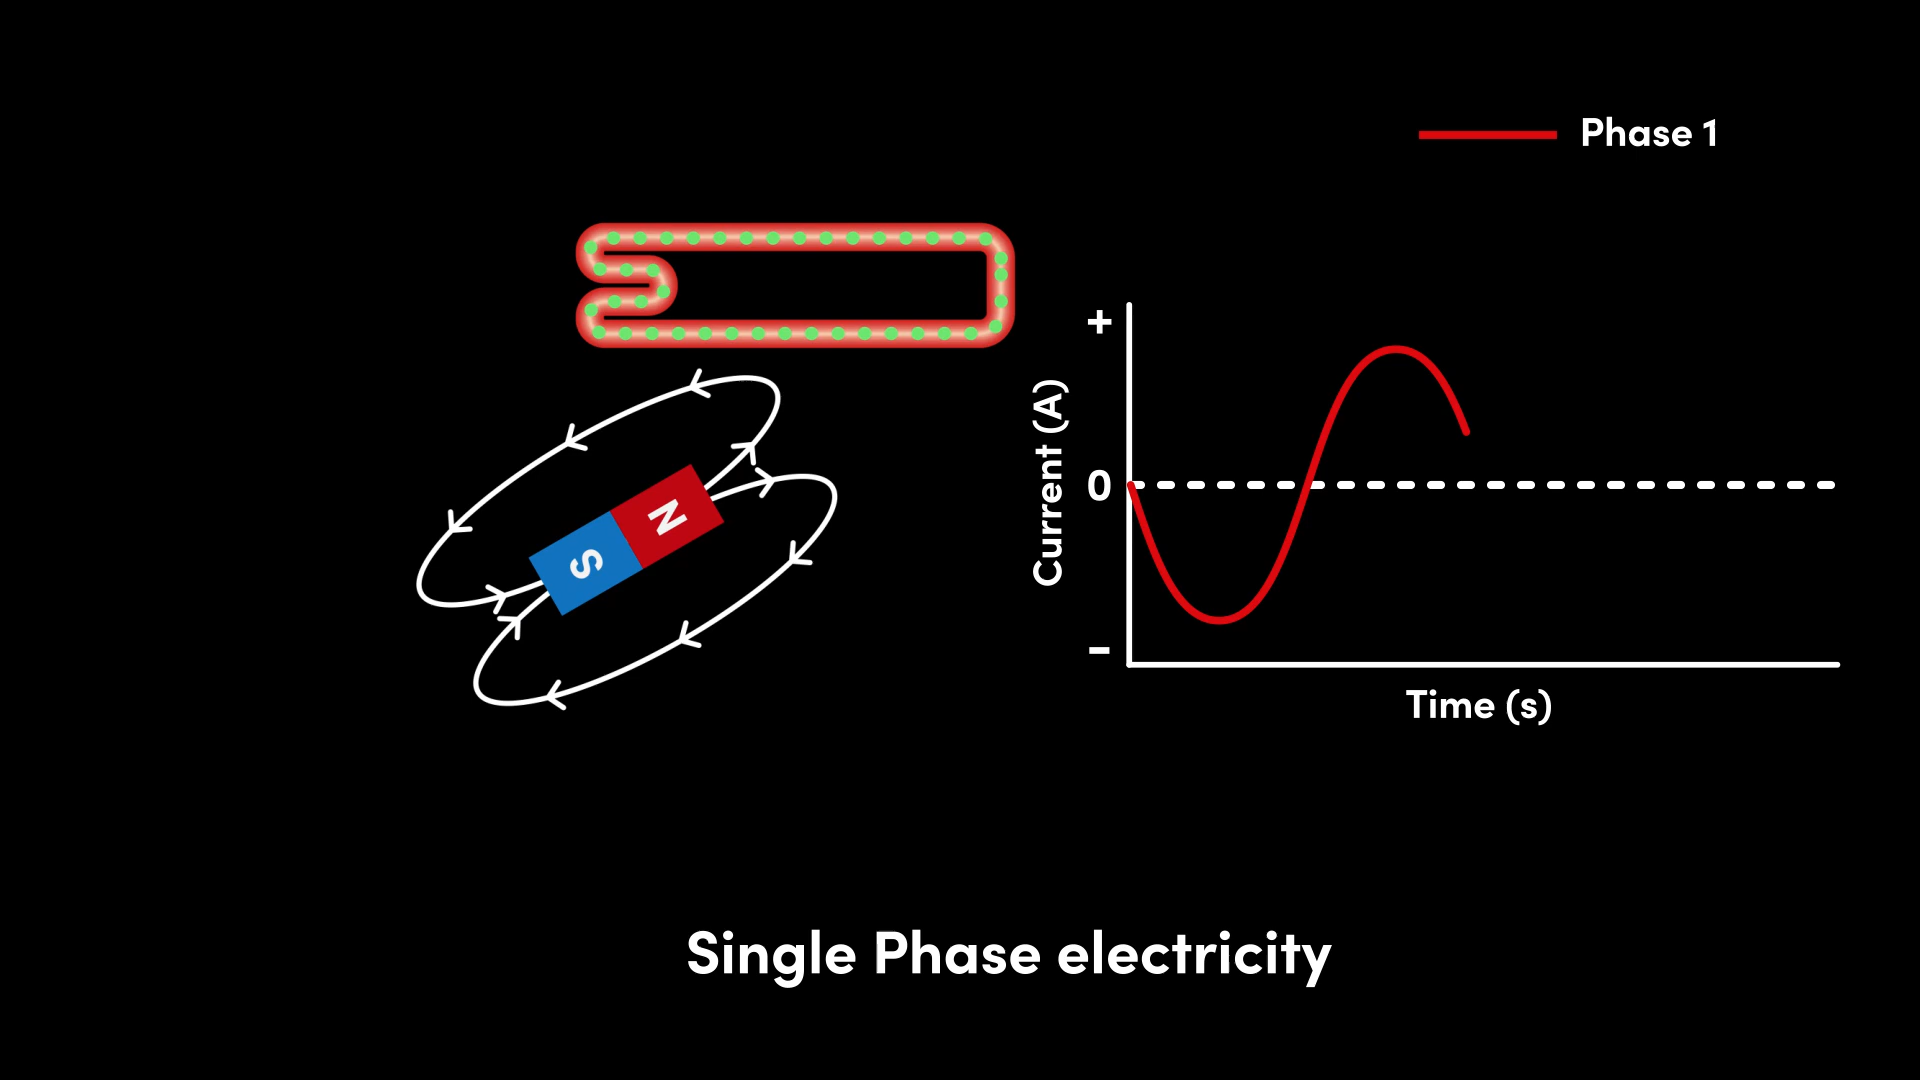 Phase 1
N
S
+
0
-
Current (A)
Time (s)
Single Phase electricity